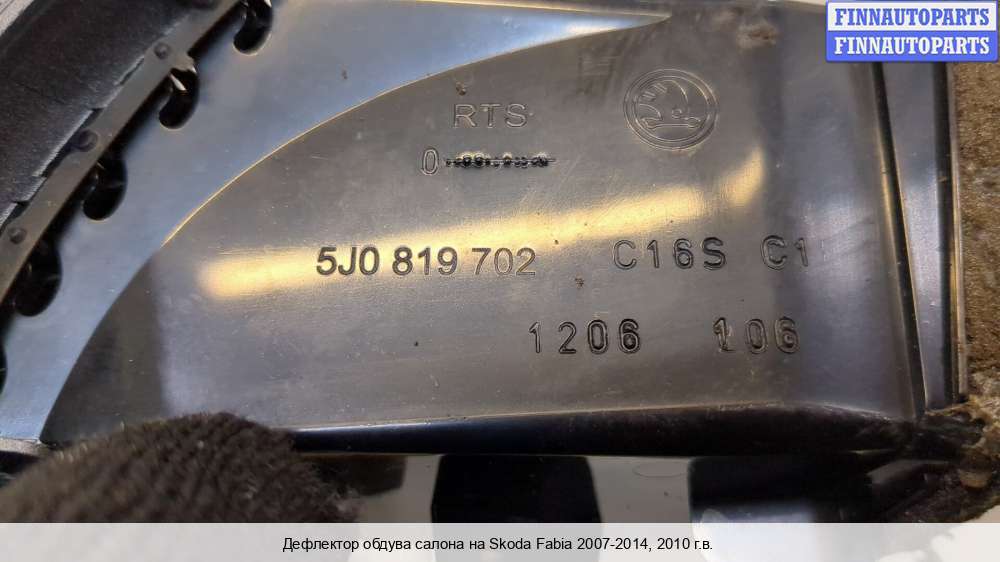 FINNAUTOPARTS
FINNAUTOPARTS
RTS
5J0 819 702 C16S C1
1206 106
Дефлектор обдува салона на Skoda Fabia 2007-2014, 2010 г.в.